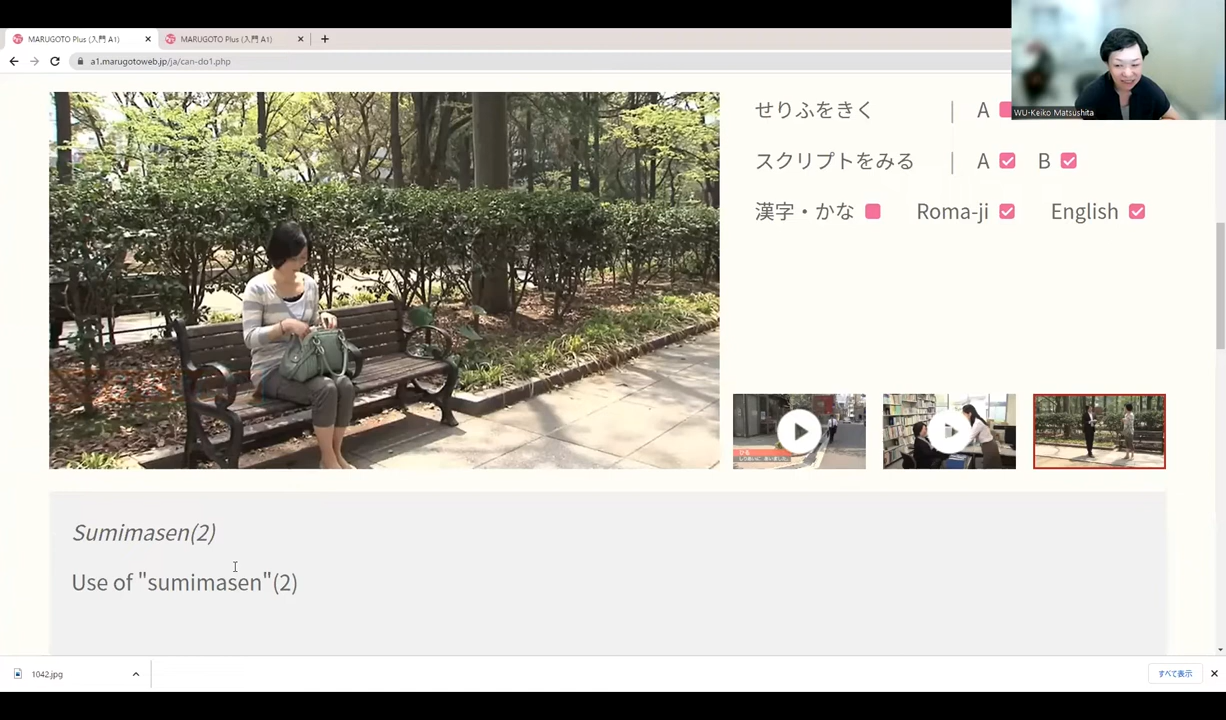 MARUGOTO Plus (入門 A1)
MARUGOTO Plus (入門 A1)
a1.marugotoweb.jp/ja/can-do1.php
WU-Keiko Matsushita
せりふをきく | A
スクリプトをみる | A B
漢字・かな Roma-ji English
ひる
Sumimasen(2)
Use of "sumimasen"(2)
1042.jpg
すべて表示